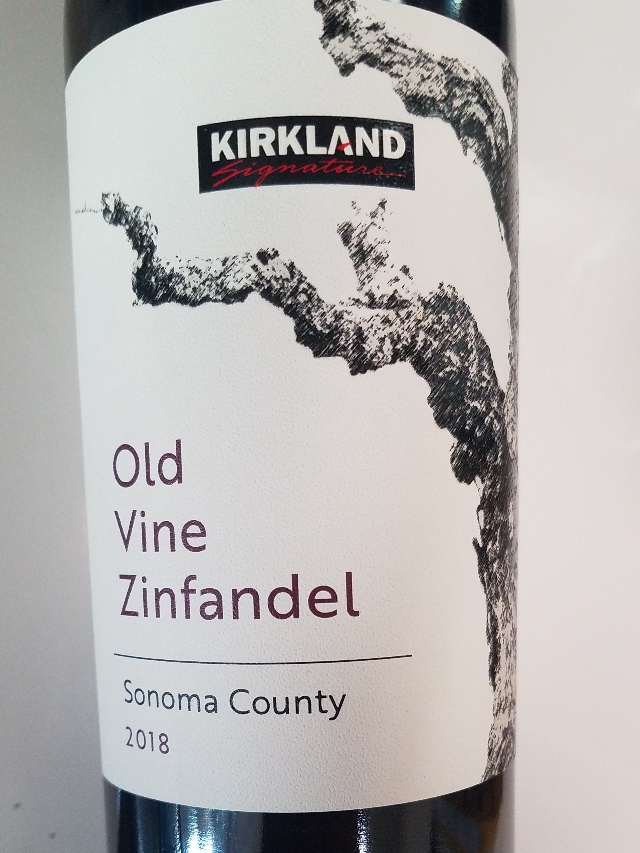 KIRKLAND
Signature
Old
Vine
Zinfandel
Sonoma County
2018